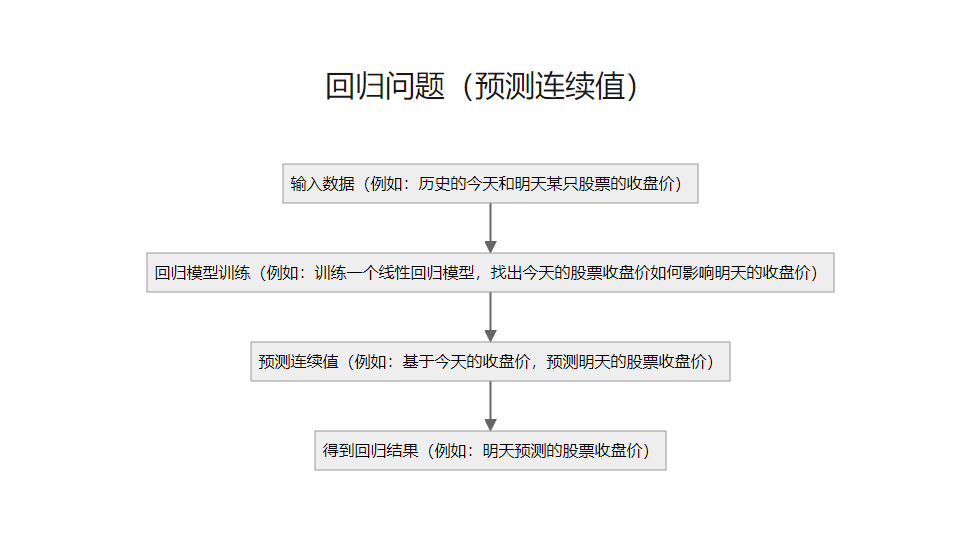 回归问题（预测连续值）
输入数据（例如：历史的今天和明天某只股票的收盘价）
回归模型训练（例如：训练一个线性回归模型，找出今天的股票收盘价如何影响明天的收盘价）
预测连续值（例如：基于今天的收盘价，预测明天的股票收盘价）
得到回归结果（例如：明天预测的股票收盘价）